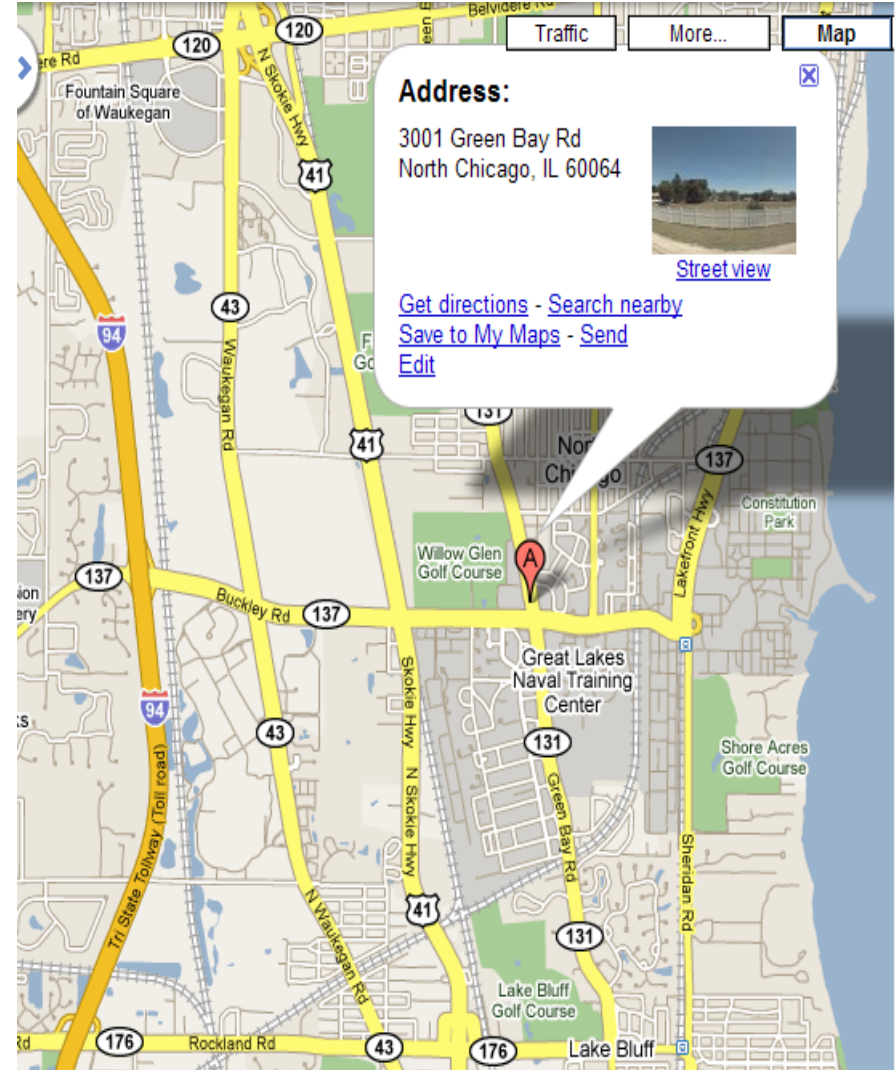 Belvidere Rd
Traffic
More...
Map
120
120
ere Rd
Fountain Square
of Waukegan
N Skokie Hwy
41
Address:
3001 Green Bay Rd
North Chicago, IL 60064
Street view
Get directions - Search nearby
Save to My Maps - Send
Edit
43
94
Waukegan Rd
41
131
137
Constitution
Park
Lakefront Hwy
Willow Glen
Golf Course
A
137
Buckley Rd
137
Great Lakes
Naval Training
Center
Skokie Hwy
N Skokie Hwy
94
43
131
Shore Acres
Golf Course
Green Bay Rd
Tri State Tollway (Toll road)
Sheridan Rd
41
N Waukegan Rd
131
Lake Bluff
Golf Course
Rd
176
Rockland Rd
43
176
Lake Bluff